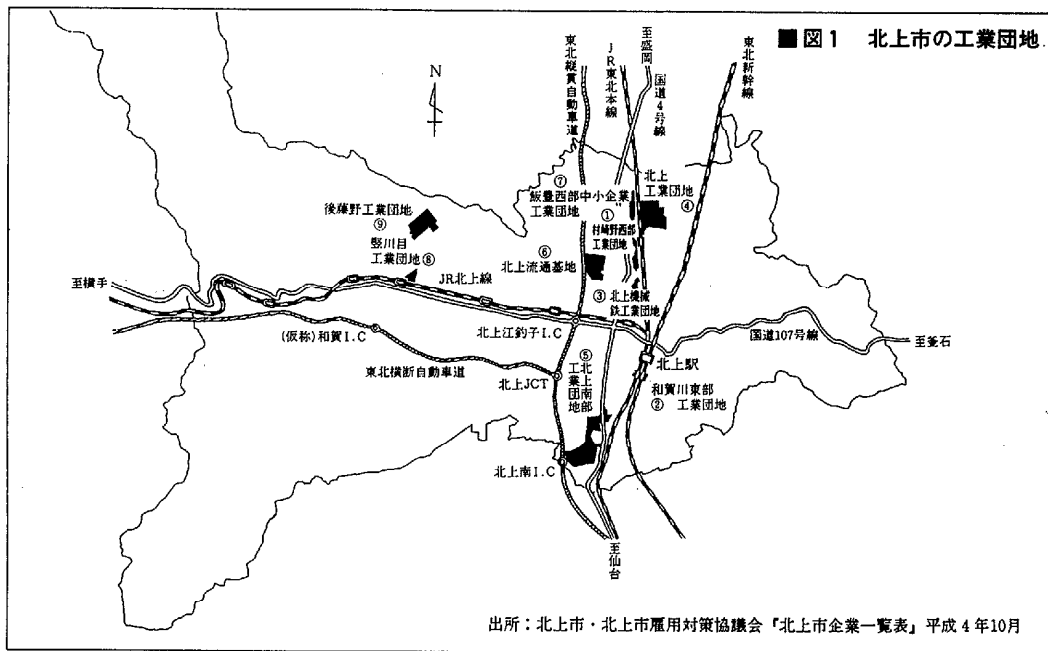 ■図1 北上市の工業団地
N
東北縦貫自動車道
JR東北本線
至盛岡
国道4号線
東北新幹線
⑦
飯豊西部中小企業
工業団地
①
村崎野西部
工業団地
北上
工業団地
④
後藤野工業団地
⑨
竪川目
工業団地⑧
⑥
北上流通基地
JR北上線
③北上機械
鉄工業団地
至横手
(仮称)和賀I.C
北上江釣子I.C
国道107号線
至釜石
東北横断自動車道
北上JCT
⑤北上南部
工業団地
北上駅
和賀川東部
② 工業団地
北上南I.C
至仙台
出所:北上市・北上市雇用対策協議会『北上市企業一覧表』平成4年10月